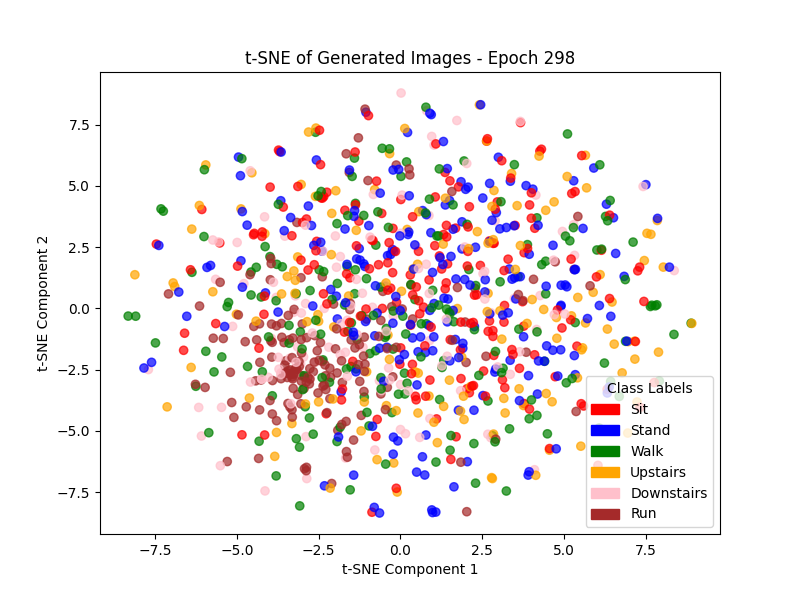 t-SNE of Generated Images - Epoch 298
t-SNE Component 2
7.5
5.0
2.5
0.0
−2.5
−5.0
−7.5
Class Labels
Sit
Stand
Walk
Upstairs
Downstairs
Run
−7.5 −5.0 −2.5 0.0 2.5 5.0 7.5
t-SNE Component 1